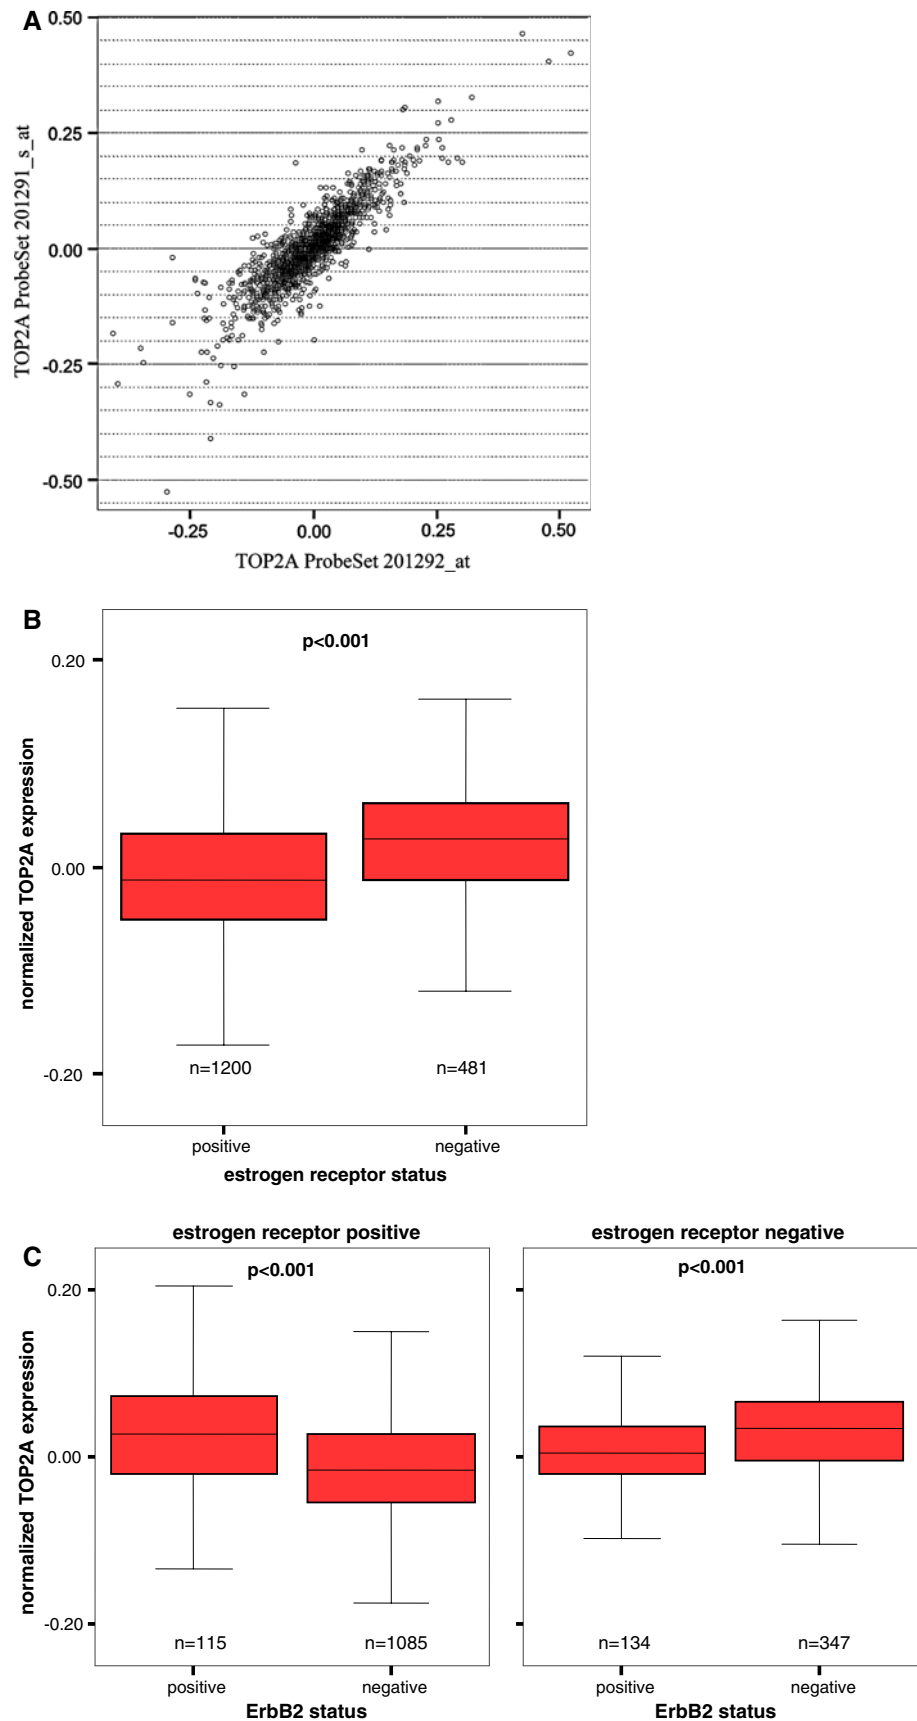 A
0.50
0.25
0.00
-0.25
-0.50
TOP2A ProbeSet 201291_s_at
-0.25 0.00 0.25 0.50
TOP2A ProbeSet 201292_at
B
p<0.001
0.20
0.00
-0.20
normalized TOP2A expression
n=1200 n=481
positive negative
estrogen receptor status
C
estrogen receptor positive estrogen receptor negative
p<0.001 p<0.001
0.20
0.00
-0.20
normalized TOP2A expression
n=115 n=1085 n=134 n=347
positive negative positive negative
ErbB2 status ErbB2 status